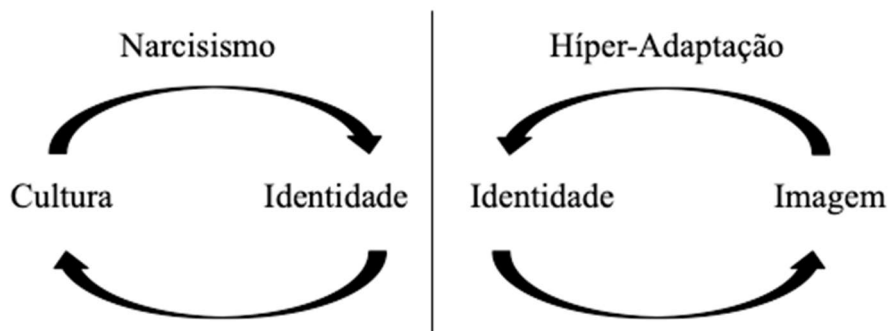 Narcisismo
Híper-Adaptação
Cultura
Identidade
Identidade
Imagem